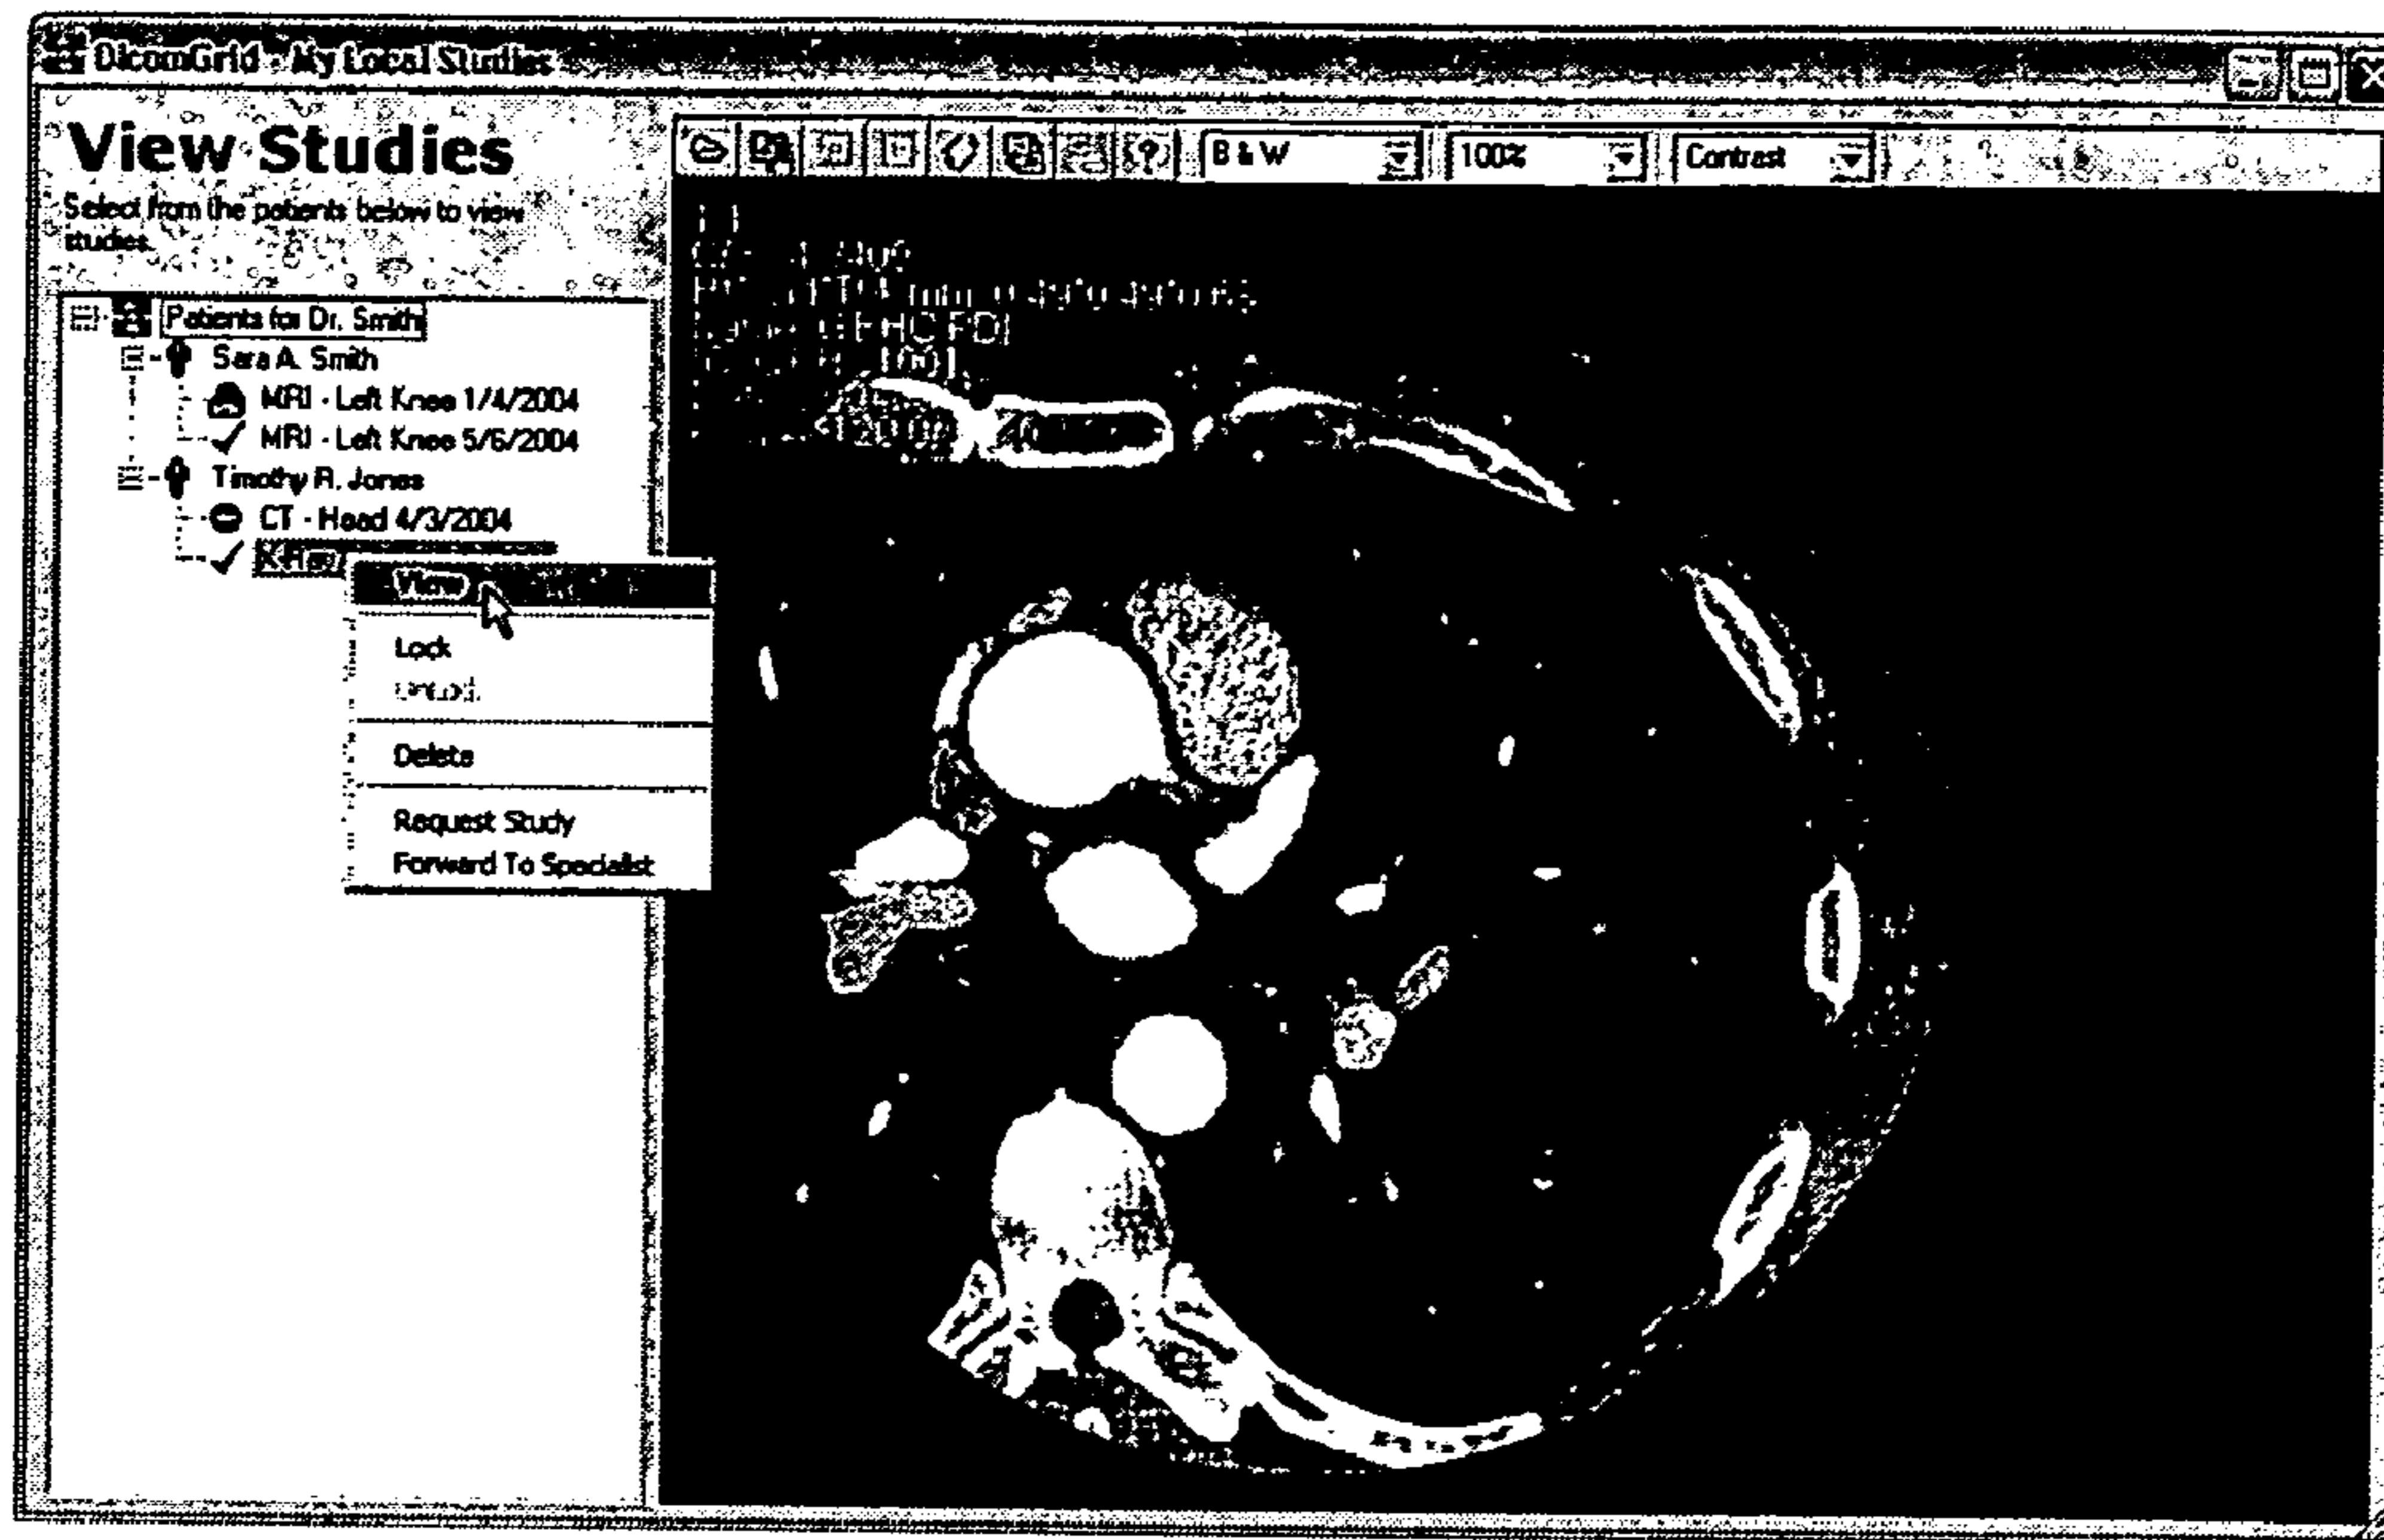 DicomGrid - My Local Studies
View Studies
Select from the patients below to view
studies.
B & W
100%
Contrast
Patients for Dr. Smith
Sara A. Smith
MRI - Left Knee 1/4/2004
MRI - Left Knee 5/6/2004
Timothy R. Jones
CT - Head 4/3/2004
X-Ray
View
Lock
Unlock
Delete
Request Study
Forward To Specialist